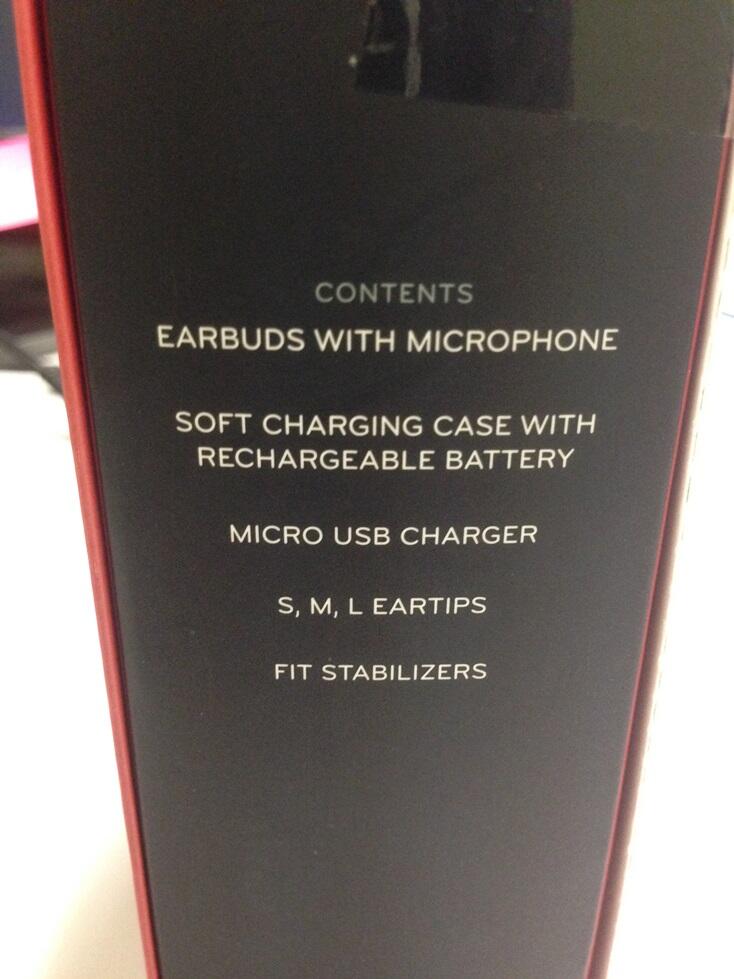 CONTENTS
EARBUDS WITH MICROPHONE
SOFT CHARGING CASE WITH
RECHARGEABLE BATTERY
MICRO USB CHARGER
S, M, L EARTIPS
FIT STABILIZERS